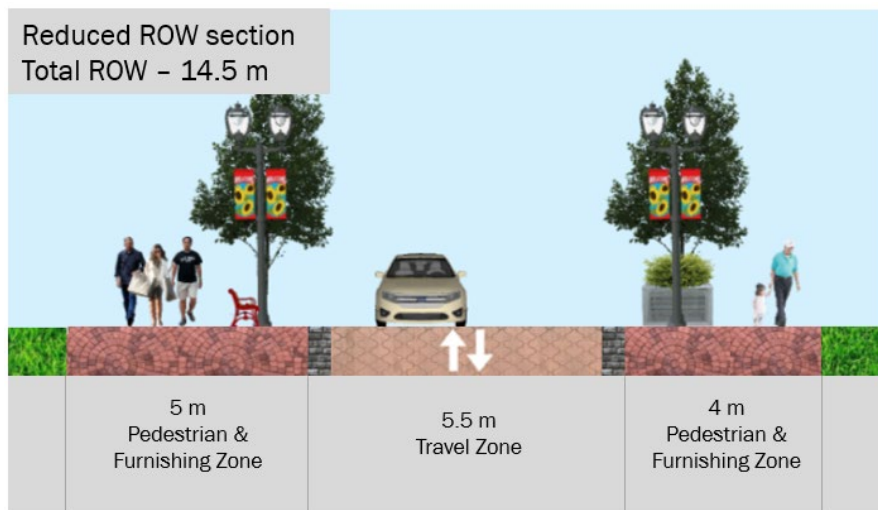 Reduced ROW section
Total ROW – 14.5 m
5 m
Pedestrian &
Furnishing Zone
5.5 m
Travel Zone
4 m
Pedestrian &
Furnishing Zone